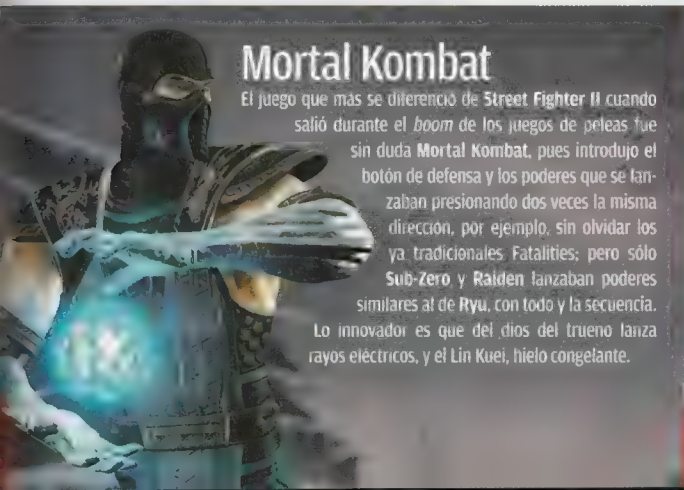 Mortal Kombat
El juego que más se diferenció de Street Fighter II cuando
salió durante el boom de los juegos de peleas fue
sin duda Mortal Kombat, pues introdujo el
botón de defensa y los poderes que se lan-
zaban presionando dos veces la misma
dirección, por ejemplo, sin olvidar los
ya tradicionales Fatalities; pero sólo
Sub-Zero y Raiden lanzaban poderes
similares al de Ryu, con todo y la secuencia.
Lo innovador es que del dios del trueno lanza
rayos eléctricos, y el Lin Kuei, hielo congelante.